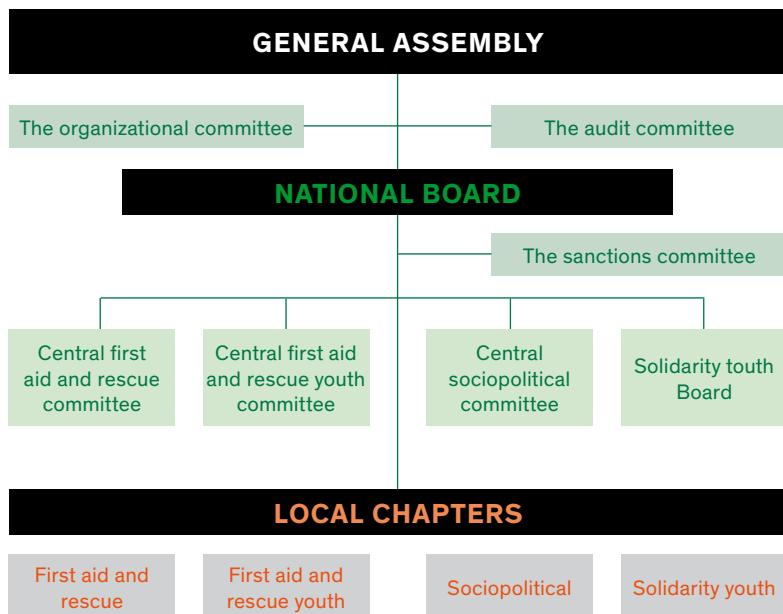 GENERAL ASSEMBLY
The organizational committee
The audit committee
NATIONAL BOARD
The sanctions committee
Central first
aid and rescue
committee
Central first aid
and rescue youth
committee
Central
sociopolitical
committee
Solidarity touth
Board
LOCAL CHAPTERS
First aid and
rescue
First aid and
rescue youth
Sociopolitical
Solidarity youth